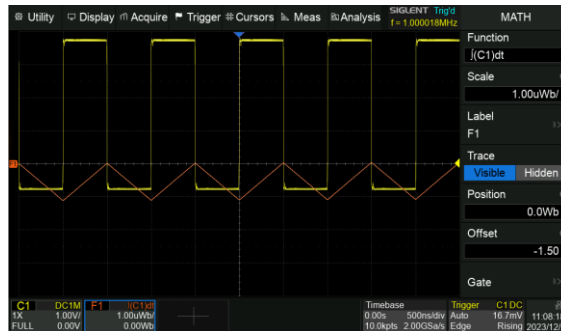 Utility Display Acquire Trigger Cursors Meas Analysis SIGLENT Trig'd
f = 1.000018MHz
MATH
Function
∫(C1)dt
Scale
1.00uWb/
Label
F1
Trace
Visible Hidden
Position
0.0Wb
Offset
-1.50
Gate
F1
C1 DC1M
1X 1.00V/
FULL 0.00V
F1 ∫(C1)dt
1.00uWb/
0.00Wb
Timebase
0.00s 500ns/div
10.0kpts 2.00GSa/s
Trigger C1 DC
Auto 16.7mV
Edge Rising
11:08:1
2023/12/